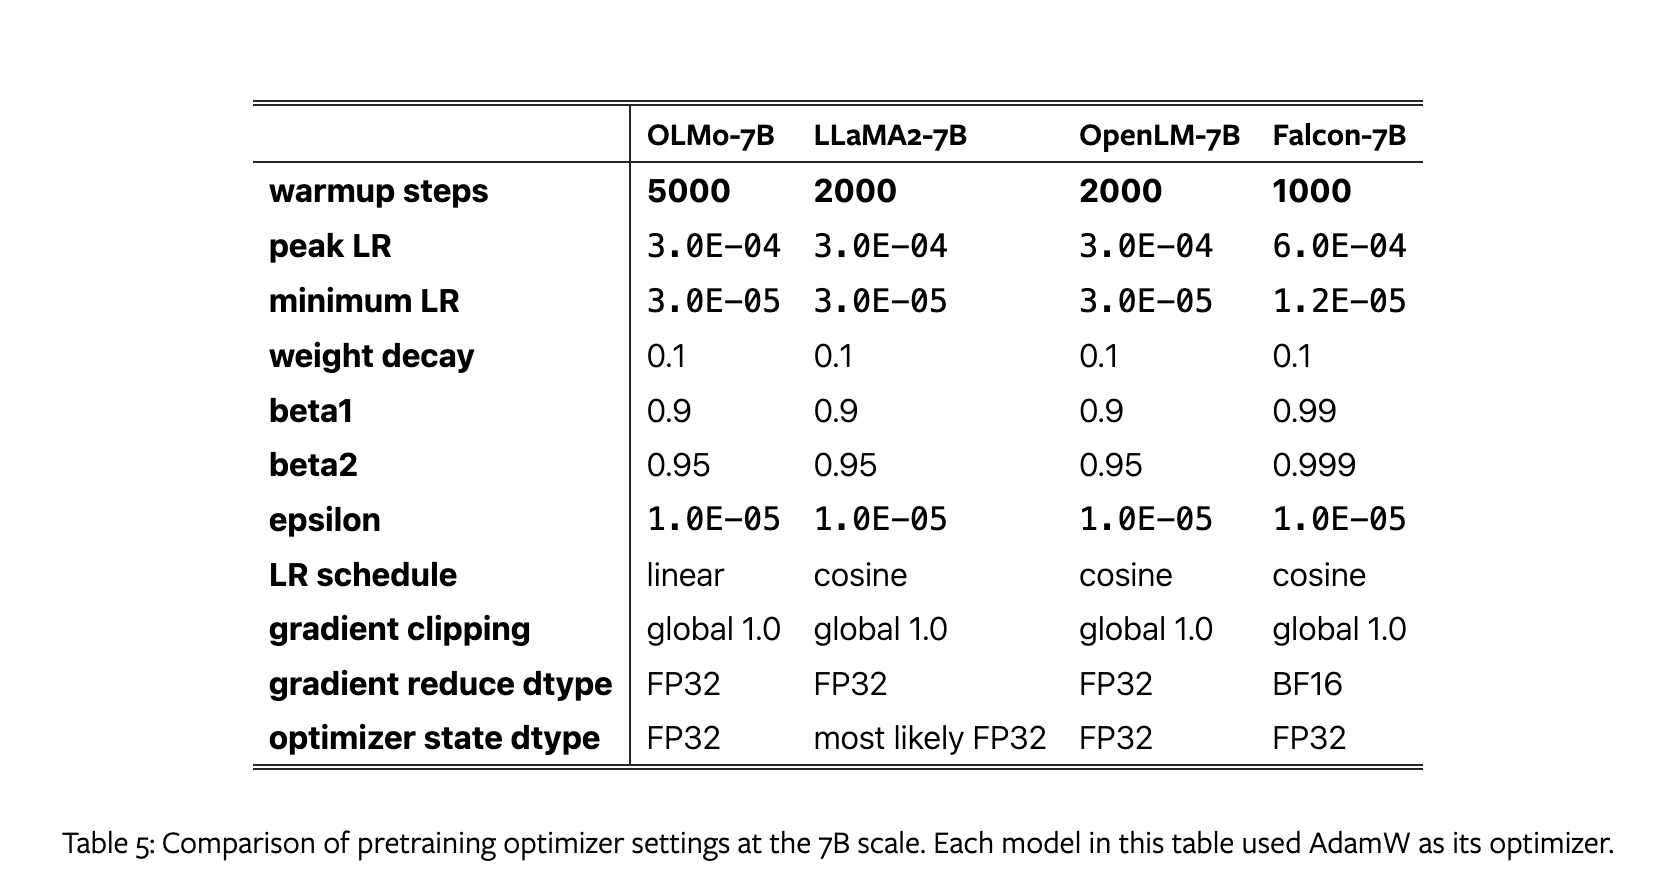 OLMo-7B LLaMA2-7B OpenLM-7B Falcon-7B
warmup steps 5000 2000 2000 1000
peak LR 3.0E-04 3.0E-04 3.0E-04 6.0E-04
minimum LR 3.0E-05 3.0E-05 3.0E-05 1.2E-05
weight decay 0.1 0.1 0.1 0.1
beta1 0.9 0.9 0.9 0.99
beta2 0.95 0.95 0.95 0.999
epsilon 1.0E-05 1.0E-05 1.0E-05 1.0E-05
LR schedule linear cosine cosine cosine
gradient clipping global 1.0 global 1.0 global 1.0 global 1.0
gradient reduce dtype FP32 FP32 FP32 BF16
optimizer state dtype FP32 most likely FP32 FP32 FP32
Table 5: Comparison of pretraining optimizer settings at the 7B scale. Each model in this table used AdamW as its optimizer.